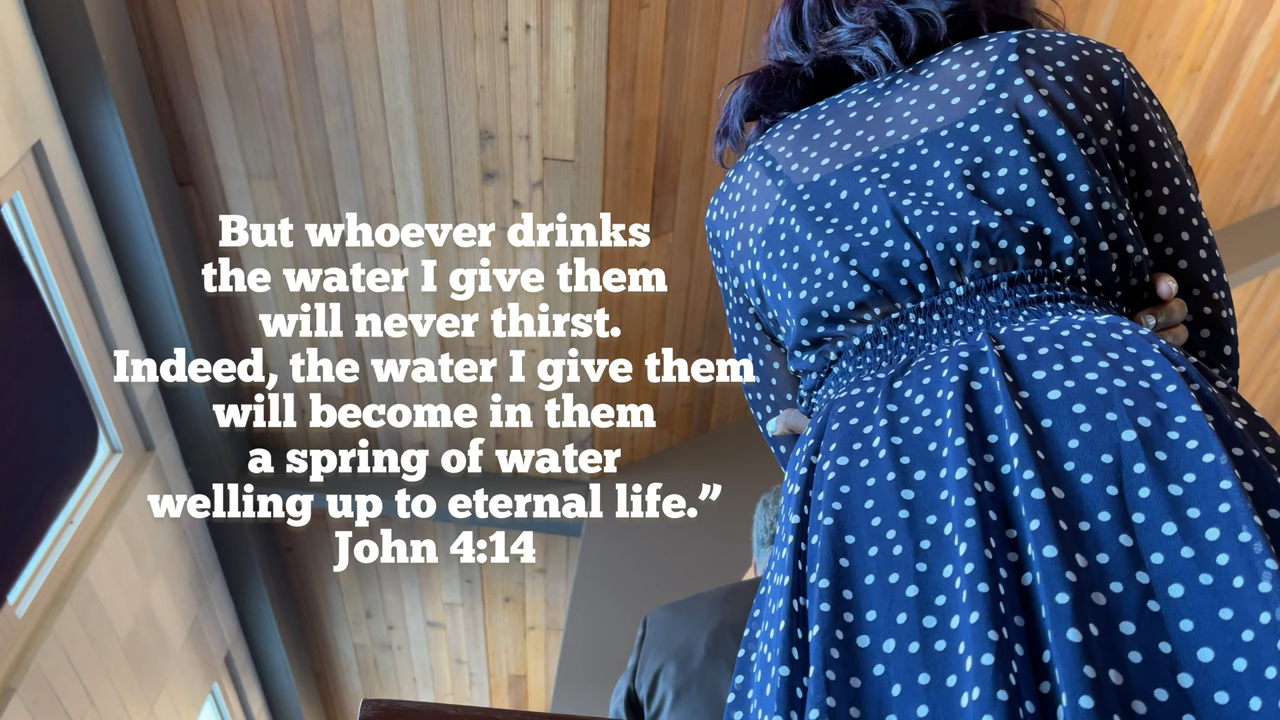 But whoever drinks
the water I give them
will never thirst.
Indeed, the water I give them
will become in them
a spring of water
welling up to eternal life.”
John 4:14